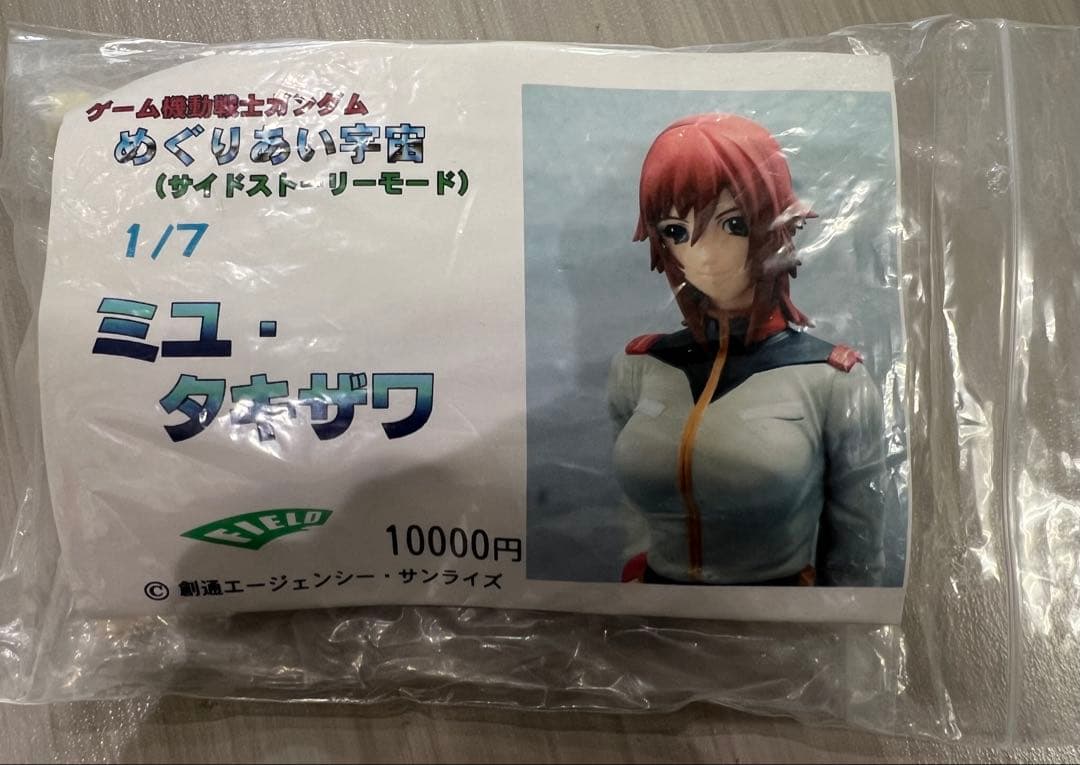 ゲーム機動戦士ガンダム
めぐりあい宇宙
（サイドストーリーモード）
1/7
ミユ・
タキザワ
FIELD
10000円
© 創通エージェンシー・サンライズ